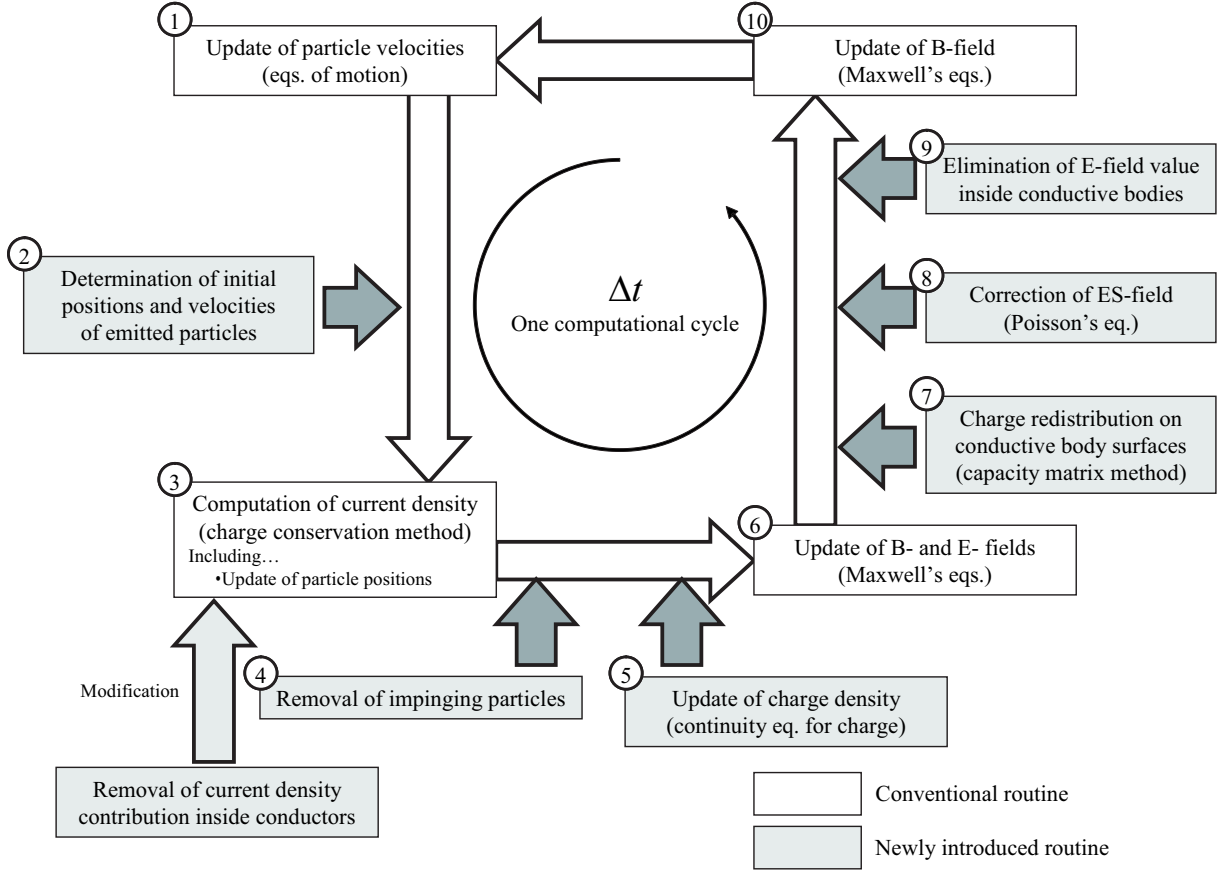 1
Update of particle velocities
(eqs. of motion)
10
Update of B-field
(Maxwell’s eqs.)
9
Elimination of E-field value
inside conductive bodies
2
Determination of initial
positions and velocities
of emitted particles
Δt
One computational cycle
8
Correction of ES-field
(Poisson’s eq.)
7
Charge redistribution on
conductive body surfaces
(capacity matrix method)
3
Computation of current density
(charge conservation method)
Including…
•Update of particle positions
6
Update of B- and E- fields
(Maxwell’s eqs.)
Modification
4
Removal of impinging particles
5
Update of charge density
(continuity eq. for charge)
Removal of current density
contribution inside conductors
Conventional routine
Newly introduced routine